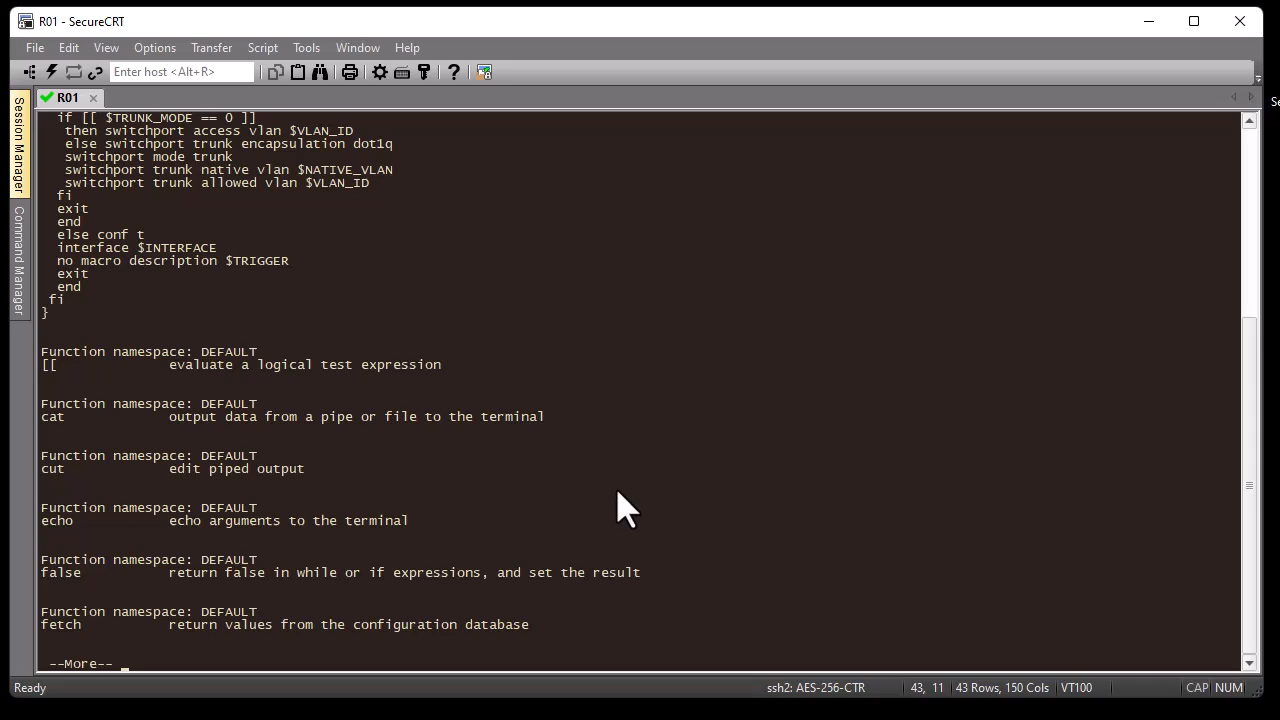 R01 - SecureCRT
File Edit View Options Transfer Script Tools Window Help
Enter host <Alt+R>
R01
Session Manager
Command Manager
if [[ $TRUNK_MODE == 0 ]]
then switchport access vlan $VLAN_ID
else switchport trunk encapsulation dot1q
switchport mode trunk
switchport trunk native vlan $NATIVE_VLAN
switchport trunk allowed vlan $VLAN_ID
fi
exit
end
else conf t
interface $INTERFACE
no macro description $TRIGGER
exit
end
fi
}
Function namespace: DEFAULT
[[ evaluate a logical test expression
Function namespace: DEFAULT
cat output data from a pipe or file to the terminal
Function namespace: DEFAULT
cut edit piped output
Function namespace: DEFAULT
echo echo arguments to the terminal
Function namespace: DEFAULT
false return false in while or if expressions, and set the result
Function namespace: DEFAULT
fetch return values from the configuration database
--More--
Ready ssh2: AES-256-CTR 43, 11 43 Rows, 150 Cols VT100 CAP NUM